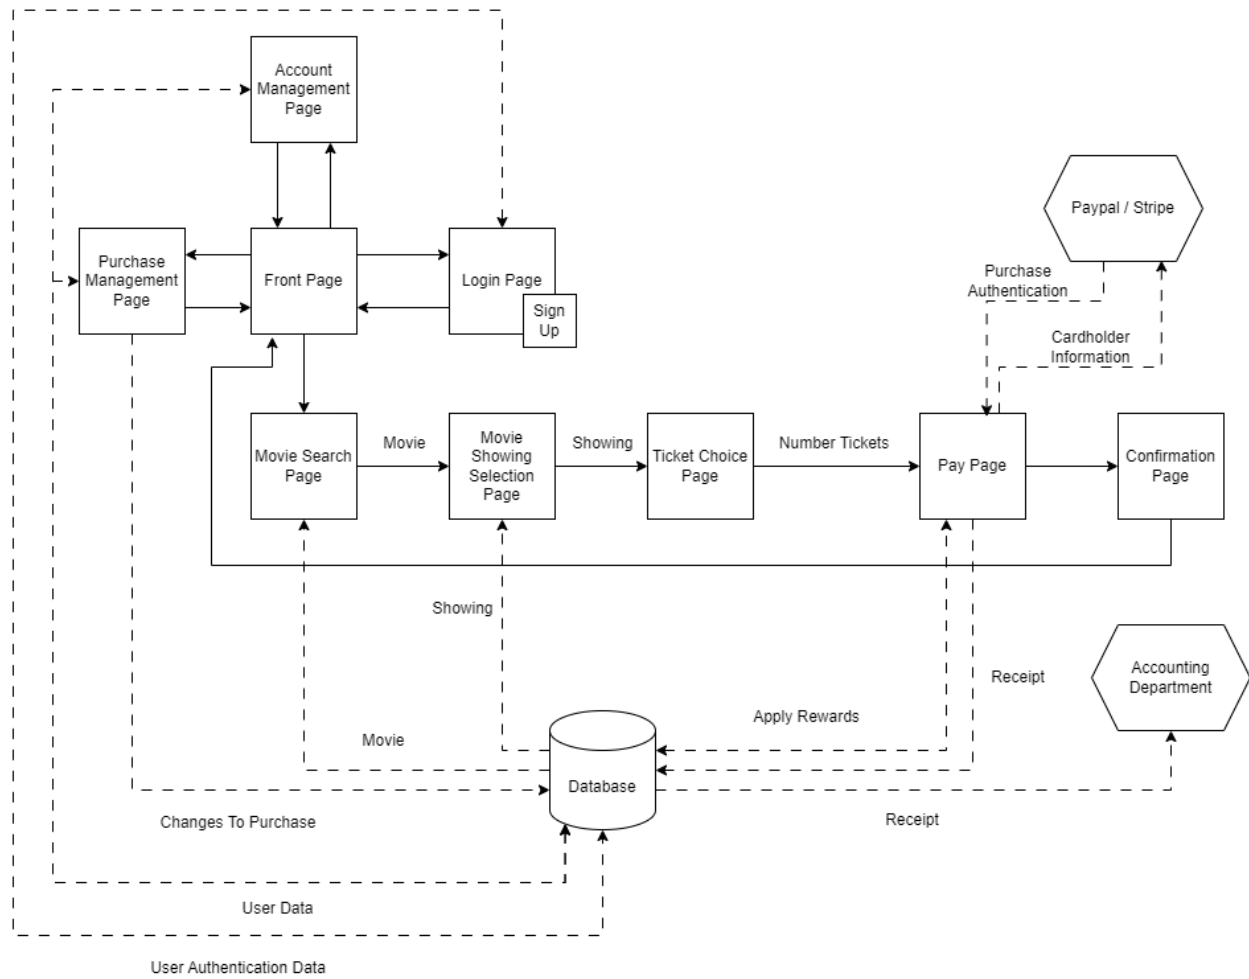 Account
Management
Page
Paypal / Stripe
Purchase
Management
Page
Front Page
Login Page
Sign
Up
Purchase
Authentication
Cardholder
Information
Movie Search
Page
Movie
Movie
Showing
Selection
Page
Showing
Ticket Choice
Page
Number Tickets
Pay Page
Confirmation
Page
Showing
Receipt
Accounting
Department
Apply Rewards
Movie
Database
Changes To Purchase
Receipt
User Data
User Authentication Data